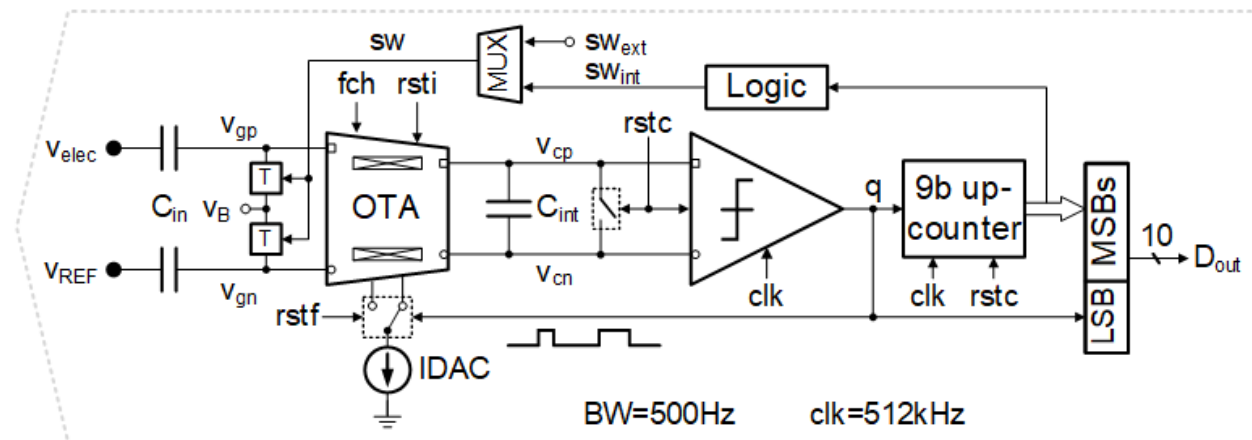 sw
MUX
sw_ext
sw_int
Logic
fch
rsti
rstc
v_elec
v_gp
T
C_in
v_B
T
OTA
v_cp
C_int
v_cn
q
9b up-
counter
MSBs
LSB
10
D_out
v_REF
v_gn
clk
clk
rstc
rstf
IDAC
BW=500Hz
clk=512kHz